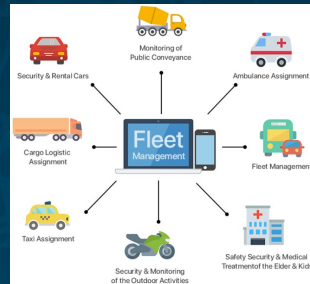 Monitoring of
Public Conveyance
Security & Rental Cars
Ambulance Assignment
Fleet
Management
Cargo Logistic
Assignment
Fleet Management
Taxi Assignment
Security & Monitoring
of the Outdoor Activities
Safety Security & Medical
Treatmentof the Elder & Kids